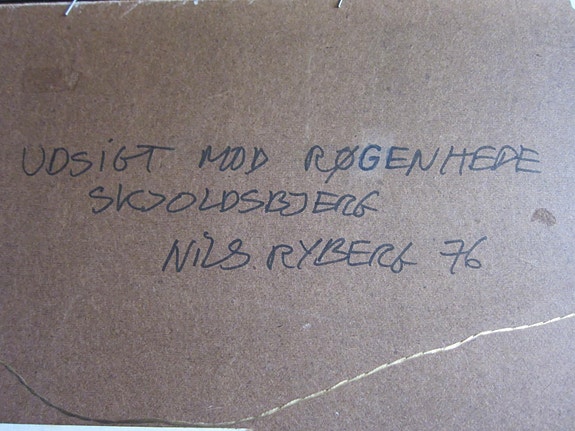 UDSIGT MOD RØGENHEDE
SKJOLDSBJERG
NILS. RYBERG 76